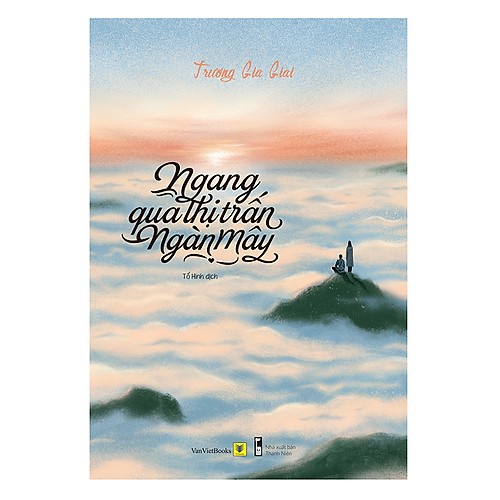 Trương Gia Giai
Ngang
qua thị trấn
Ngàn Mây
Tố Hinh dịch
VanVietBooks
Nhà xuất bản
Thanh Niên